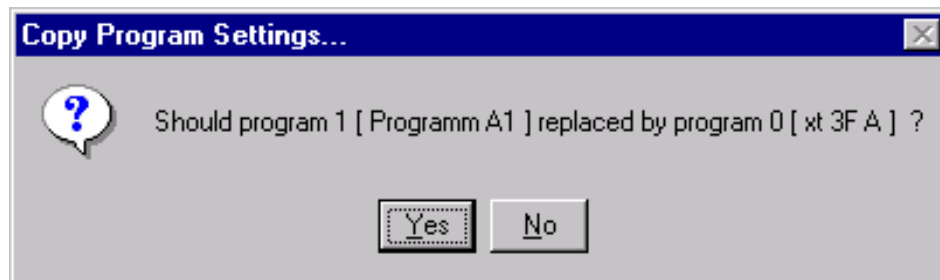 Copy Program Settings...
Should program 1 [ Programm A1 ] replaced by program 0 [ xt 3F A ] ?
Yes No